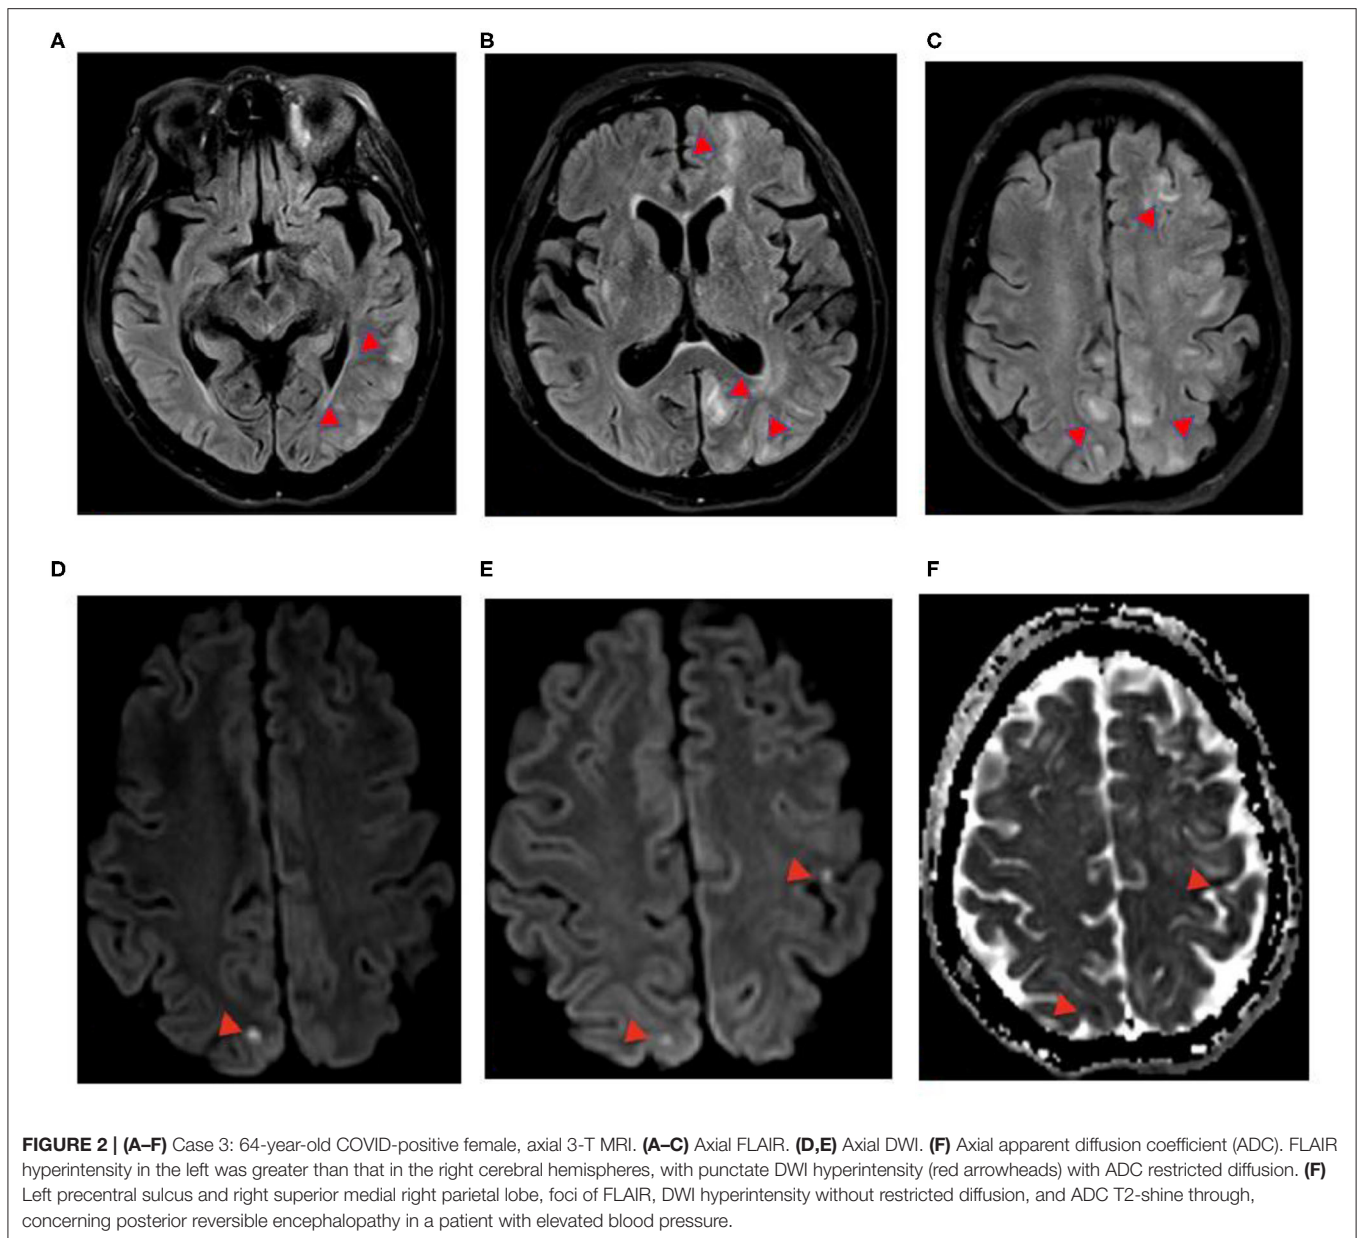 A
B
C
D
E
F
FIGURE 2 | (A–F) Case 3: 64-year-old COVID-positive female, axial 3-T MRI. (A–C) Axial FLAIR. (D,E) Axial DWI. (F) Axial apparent diffusion coefficient (ADC). FLAIR
hyperintensity in the left was greater than that in the right cerebral hemispheres, with punctate DWI hyperintensity (red arrowheads) with ADC restricted diffusion. (F)
Left precentral sulcus and right superior medial right parietal lobe, foci of FLAIR, DWI hyperintensity without restricted diffusion, and ADC T2-shine through,
concerning posterior reversible encephalopathy in a patient with elevated blood pressure.